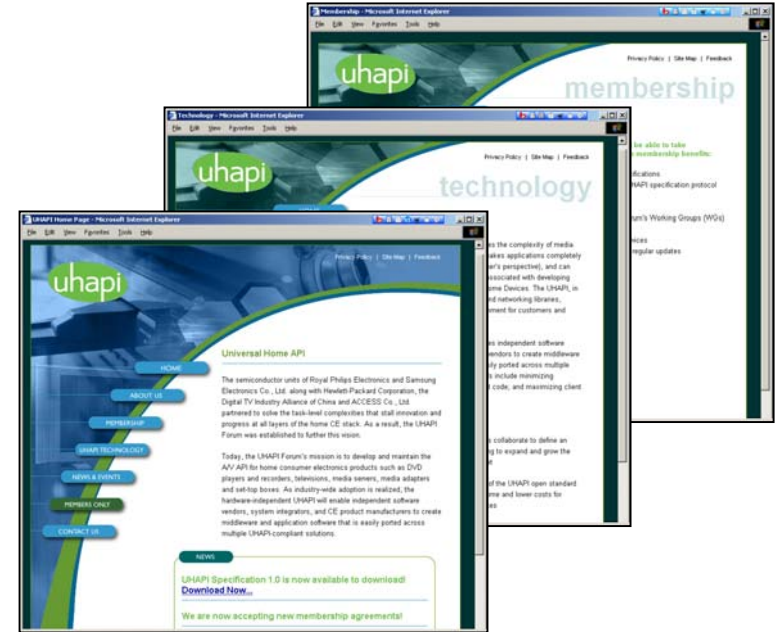 Membership - Microsoft Internet Explorer
File Edit View Favorites Tools Help
uhapi
Privacy Policy | Site Map | Feedback
membership
be able to take
membership benefits:
UHAPI specification protocol
Working Groups (WGs)
regular updates
Technology - Microsoft Internet Explorer
File Edit View Favorites Tools Help
uhapi
Privacy Policy | Site Map | Feedback
technology
the complexity of media
applications completely
perspective), and can
associated with developing
Home Devices. The UHAPI, in
and networking libraries,
for customers and
independent software
vendors to create middleware
ported across multiple
include minimizing
code, and maximizing client
collaborate to define an
to expand and grow the
of the UHAPI open standard
and lower costs for
UHAPI Home Page - Microsoft Internet Explorer
File Edit View Favorites Tools Help
uhapi
Privacy Policy | Site Map | Feedback
HOME
ABOUT US
MEMBERSHIP
UHAPI TECHNOLOGY
NEWS & EVENTS
MEMBERS ONLY
CONTACT US
Universal Home API
The semiconductor units of Royal Philips Electronics and Samsung
Electronics Co., Ltd. along with Hewlett-Packard Corporation, the
Digital TV Industry Alliance of China and ACCESS Co., Ltd.
partnered to solve the task-level complexities that stall innovation and
progress at all layers of the home CE stack. As a result, the UHAPI
Forum was established to further this vision.
Today, the UHAPI Forum's mission is to develop and maintain the
A/V API for home consumer electronics products such as DVD
players and recorders, televisions, media servers, media adapters
and set-top boxes. As industry-wide adoption is realized, the
hardware-independent UHAPI will enable independent software
vendors, system integrators, and CE product manufacturers to create
middleware and application software that is easily ported across
multiple UHAPI-compliant solutions.
NEWS
UHAPI Specification 1.0 is now available to download!
Download Now...
We are now accepting new membership agreements!